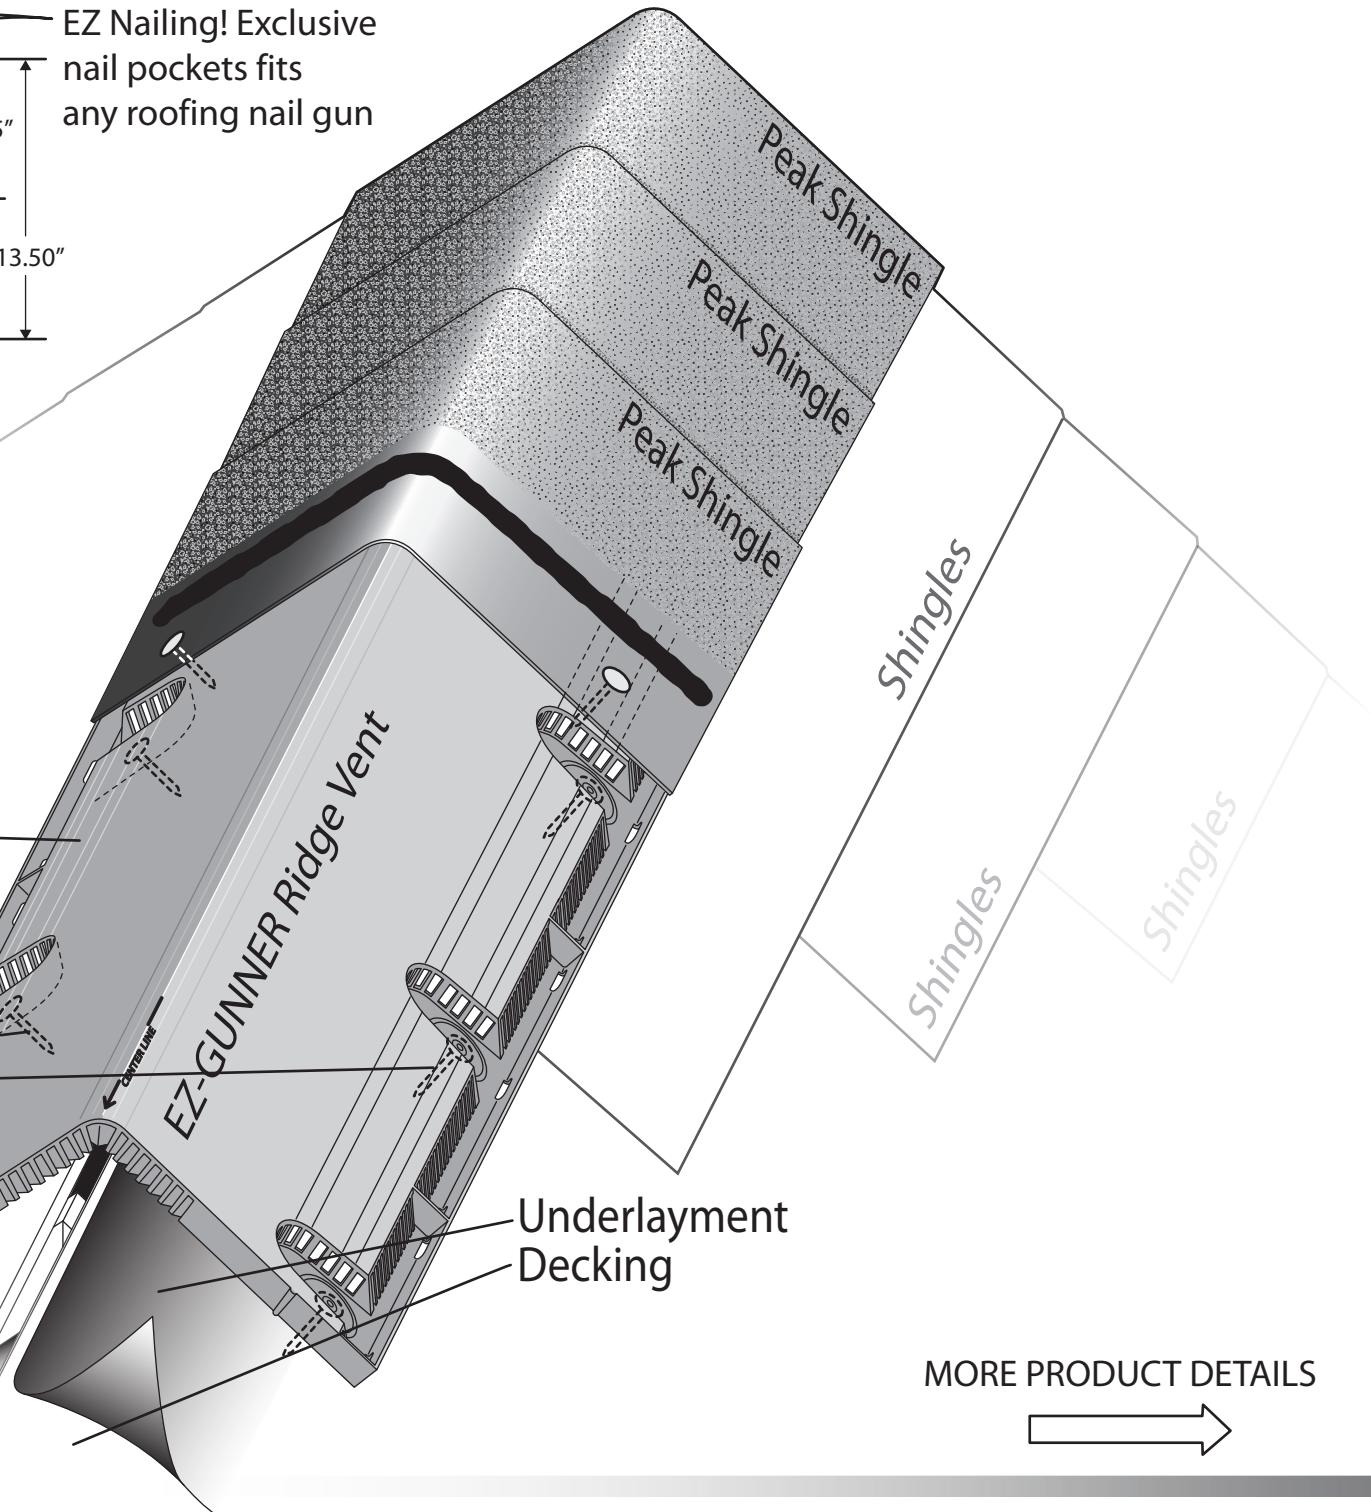 EZ Nailing! Exclusive
nail pockets fits
any roofing nail gun
13.50"
Peak Shingle
Peak Shingle
Peak Shingle
Shingles
Shingles
Shingles
EZ-GUNNER Ridge Vent
CENTER LINE
Underlayment
Decking
MORE PRODUCT DETAILS